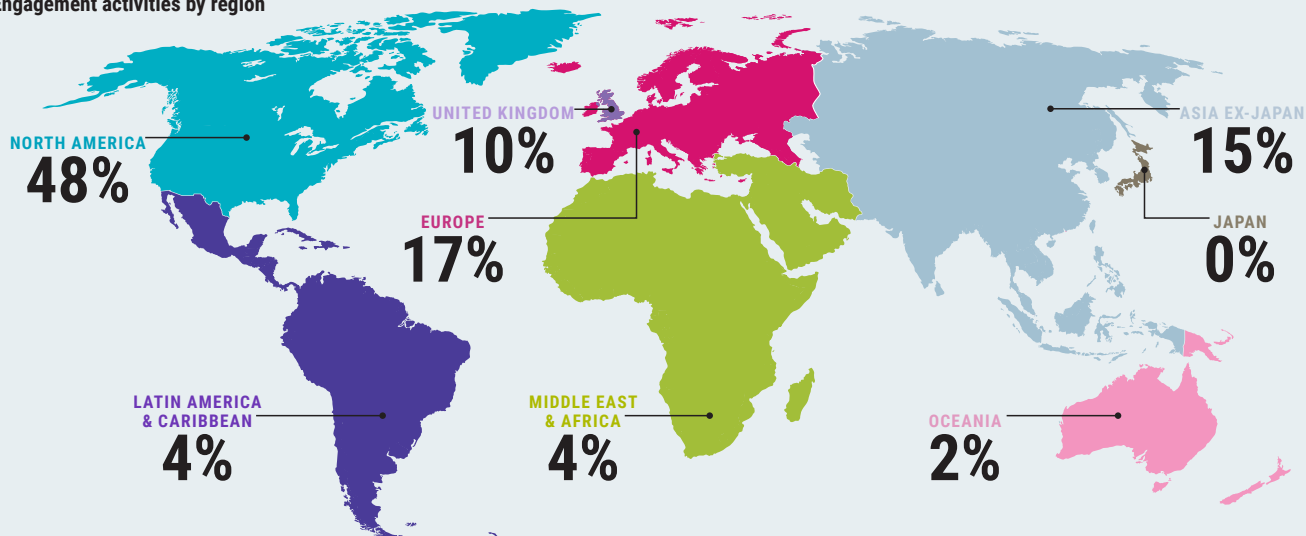 Engagement activities by region
NORTH AMERICA
48%
UNITED KINGDOM
10%
EUROPE
17%
ASIA EX-JAPAN
15%
JAPAN
0%
LATIN AMERICA
& CARIBBEAN
4%
MIDDLE EAST
& AFRICA
4%
OCEANIA
2%